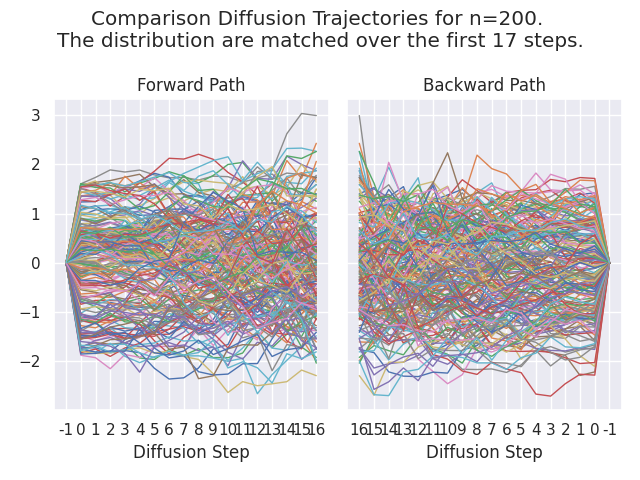 Comparison Diffusion Trajectories for n=200.
The distribution are matched over the first 17 steps.
Forward Path
Backward Path
3
2
1
0
−1
−2
-1 0 1 2 3 4 5 6 7 8 9 10 11 12 13 14 15 16
16 15 14 13 12 11 10 9 8 7 6 5 4 3 2 1 0 -1
Diffusion Step
Diffusion Step